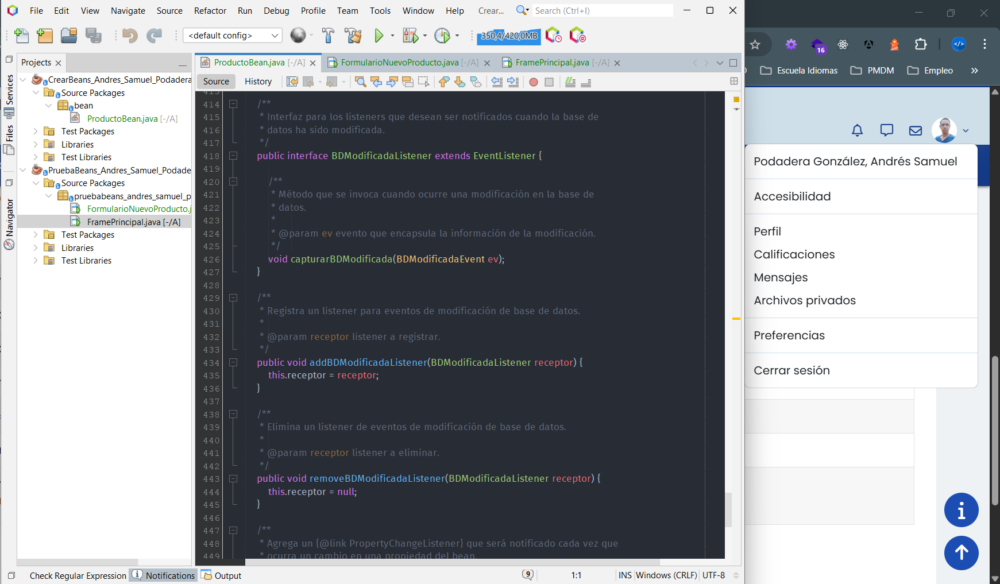 File Edit View Navigate Source Refactor Run Debug Profile Team Tools Window Help Crear... Search (Ctrl+I)
<default config>
350,4/420,0MB
16
Escuela Idiomas PMDM Empleo »
Projects
Services
Files
Navigator
CrearBeans_Andres_Samuel_Podadera
Source Packages
bean
ProductoBean.java [-/A]
Test Packages
Libraries
Test Libraries
PruebaBeans_Andres_Samuel_Podade
Source Packages
pruebabeans_andres_samuel_p
FormularioNuevoProducto.j
FramePrincipal.java [-/A]
Test Packages
Libraries
Test Libraries
ProductoBean.java [-/A] FormularioNuevoProducto.java [-/A] FramePrincipal.java [-/A]
Source History
413
414 /**
415 * Interfaz para los listeners que desean ser notificados cuando la base de
416 * datos ha sido modificada.
417 */
418 public interface BDModificadaListener extends EventListener {
419
420 /**
421 * Método que se invoca cuando ocurre una modificación en la base de
422 * datos.
423 *
424 * @param ev evento que encapsula la información de la modificación.
425 */
426 void capturarBDModificada(BDModificadaEvent ev);
427 }
428
429 /**
430 * Registra un listener para eventos de modificación de base de datos.
431 *
432 * @param receptor listener a registrar.
433 */
434 public void addBDModificadaListener(BDModificadaListener receptor) {
435 this.receptor = receptor;
436 }
437
438 /**
439 * Elimina un listener de eventos de modificación de base de datos.
440 *
441 * @param receptor listener a eliminar.
442 */
443 public void removeBDModificadaListener(BDModificadaListener receptor) {
444 this.receptor = null;
445 }
446
447 /**
448 * Agrega un {@link PropertyChangeListener} que será notificado cada vez que
449 * ocurra un cambio en una propiedad del bean.
Podadera González, Andrés Samuel
Accesibilidad
Perfil
Calificaciones
Mensajes
Archivos privados
Preferencias
Cerrar sesión
Check Regular Expression Notifications Output 9 1:1 INS Windows (CRLF) UTF-8